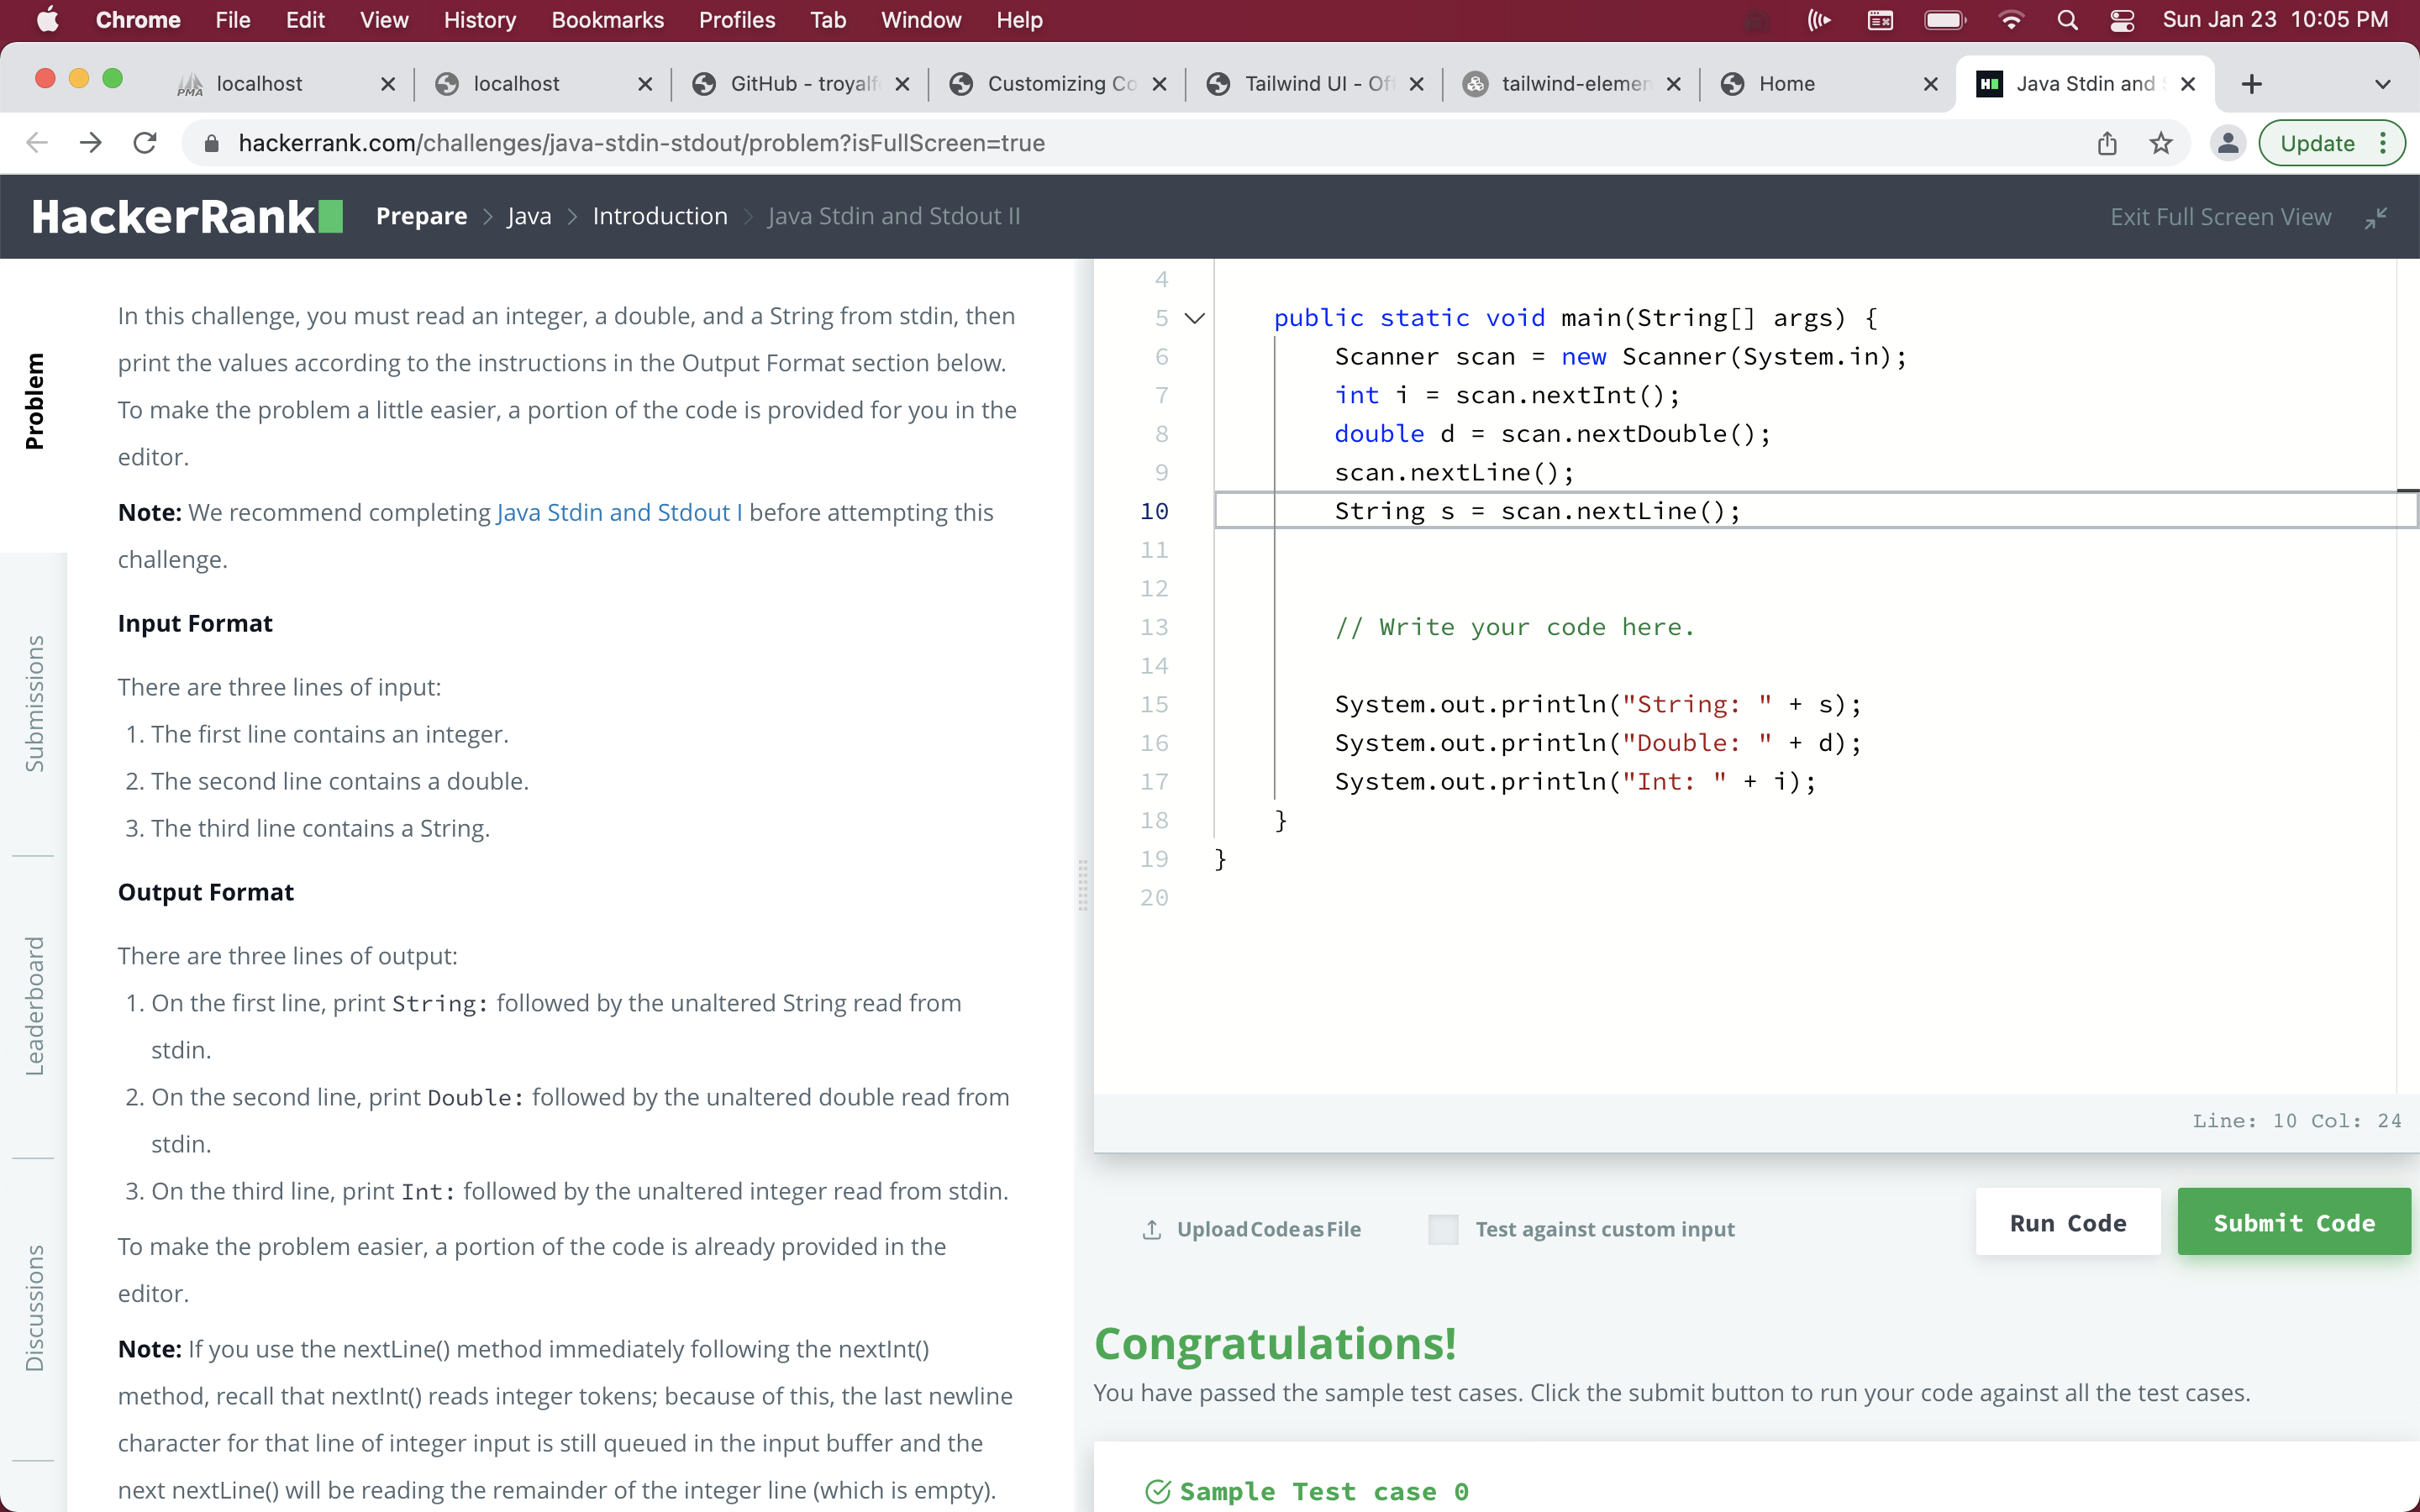 Chrome File Edit View History Bookmarks Profiles Tab Window Help Sun Jan 23 10:05 PM
localhost localhost GitHub - troyalf Customizing Co Tailwind UI - Of tailwind-elemen Home Java Stdin and
hackerrank.com/challenges/java-stdin-stdout/problem?isFullScreen=true Update
HackerRank Prepare > Java > Introduction > Java Stdin and Stdout II Exit Full Screen View
Problem
Submissions
Leaderboard
Discussions
In this challenge, you must read an integer, a double, and a String from stdin, then
print the values according to the instructions in the Output Format section below.
To make the problem a little easier, a portion of the code is provided for you in the
editor.
Note: We recommend completing Java Stdin and Stdout I before attempting this
challenge.
Input Format
There are three lines of input:
1. The first line contains an integer.
2. The second line contains a double.
3. The third line contains a String.
Output Format
There are three lines of output:
1. On the first line, print String: followed by the unaltered String read from
stdin.
2. On the second line, print Double: followed by the unaltered double read from
stdin.
3. On the third line, print Int: followed by the unaltered integer read from stdin.
To make the problem easier, a portion of the code is already provided in the
editor.
Note: If you use the nextLine() method immediately following the nextInt()
method, recall that nextInt() reads integer tokens; because of this, the last newline
character for that line of integer input is still queued in the input buffer and the
next nextLine() will be reading the remainder of the integer line (which is empty).
4
5 public static void main(String[] args) {
6 Scanner scan = new Scanner(System.in);
7 int i = scan.nextInt();
8 double d = scan.nextDouble();
9 scan.nextLine();
10 String s = scan.nextLine();
11
12
13 // Write your code here.
14
15 System.out.println("String: " + s);
16 System.out.println("Double: " + d);
17 System.out.println("Int: " + i);
18 }
19 }
20
Line: 10 Col: 24
Upload Code as File Test against custom input Run Code Submit Code
Congratulations!
You have passed the sample test cases. Click the submit button to run your code against all the test cases.
Sample Test case 0